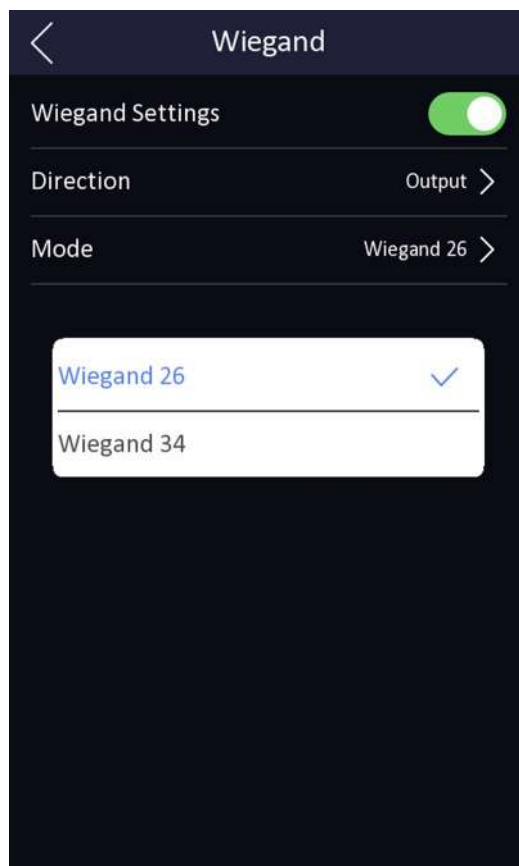 Wiegand
Wiegand Settings
Direction Output
Mode Wiegand 26
Wiegand 26
Wiegand 34